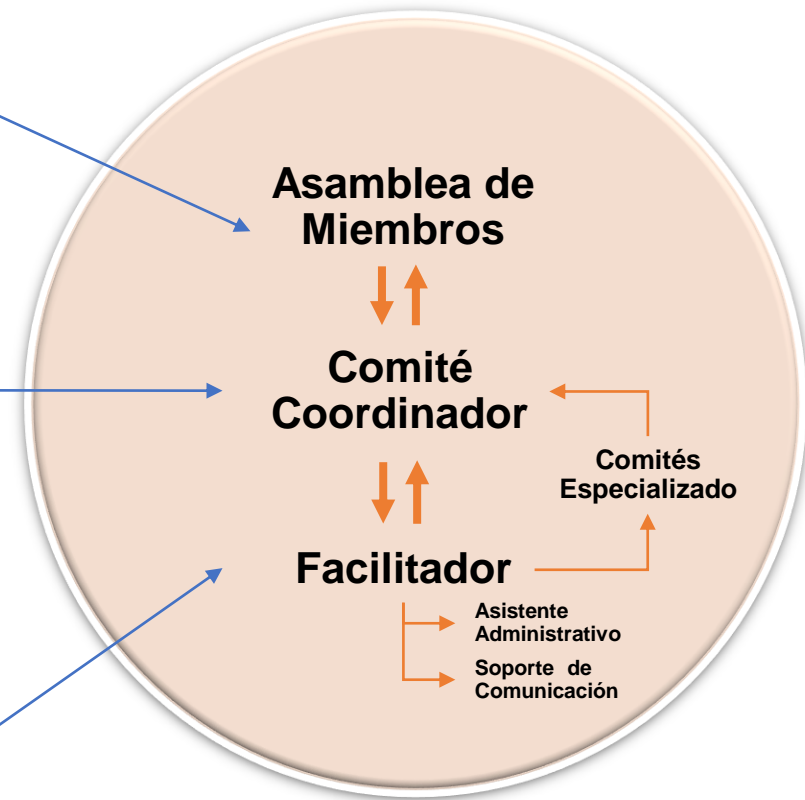 Asamblea de
Miembros
Comité
Coordinador
Comités
Especializado
Facilitador
Asistente
Administrativo
Soporte de
Comunicación